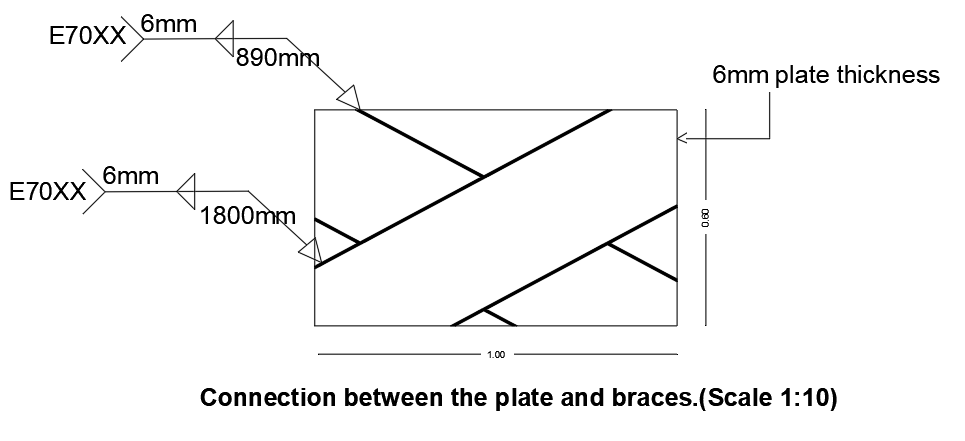 E70XX 6mm
890mm
6mm plate thickness
E70XX 6mm
1800mm
0.60
1.00
Connection between the plate and braces.(Scale 1:10)